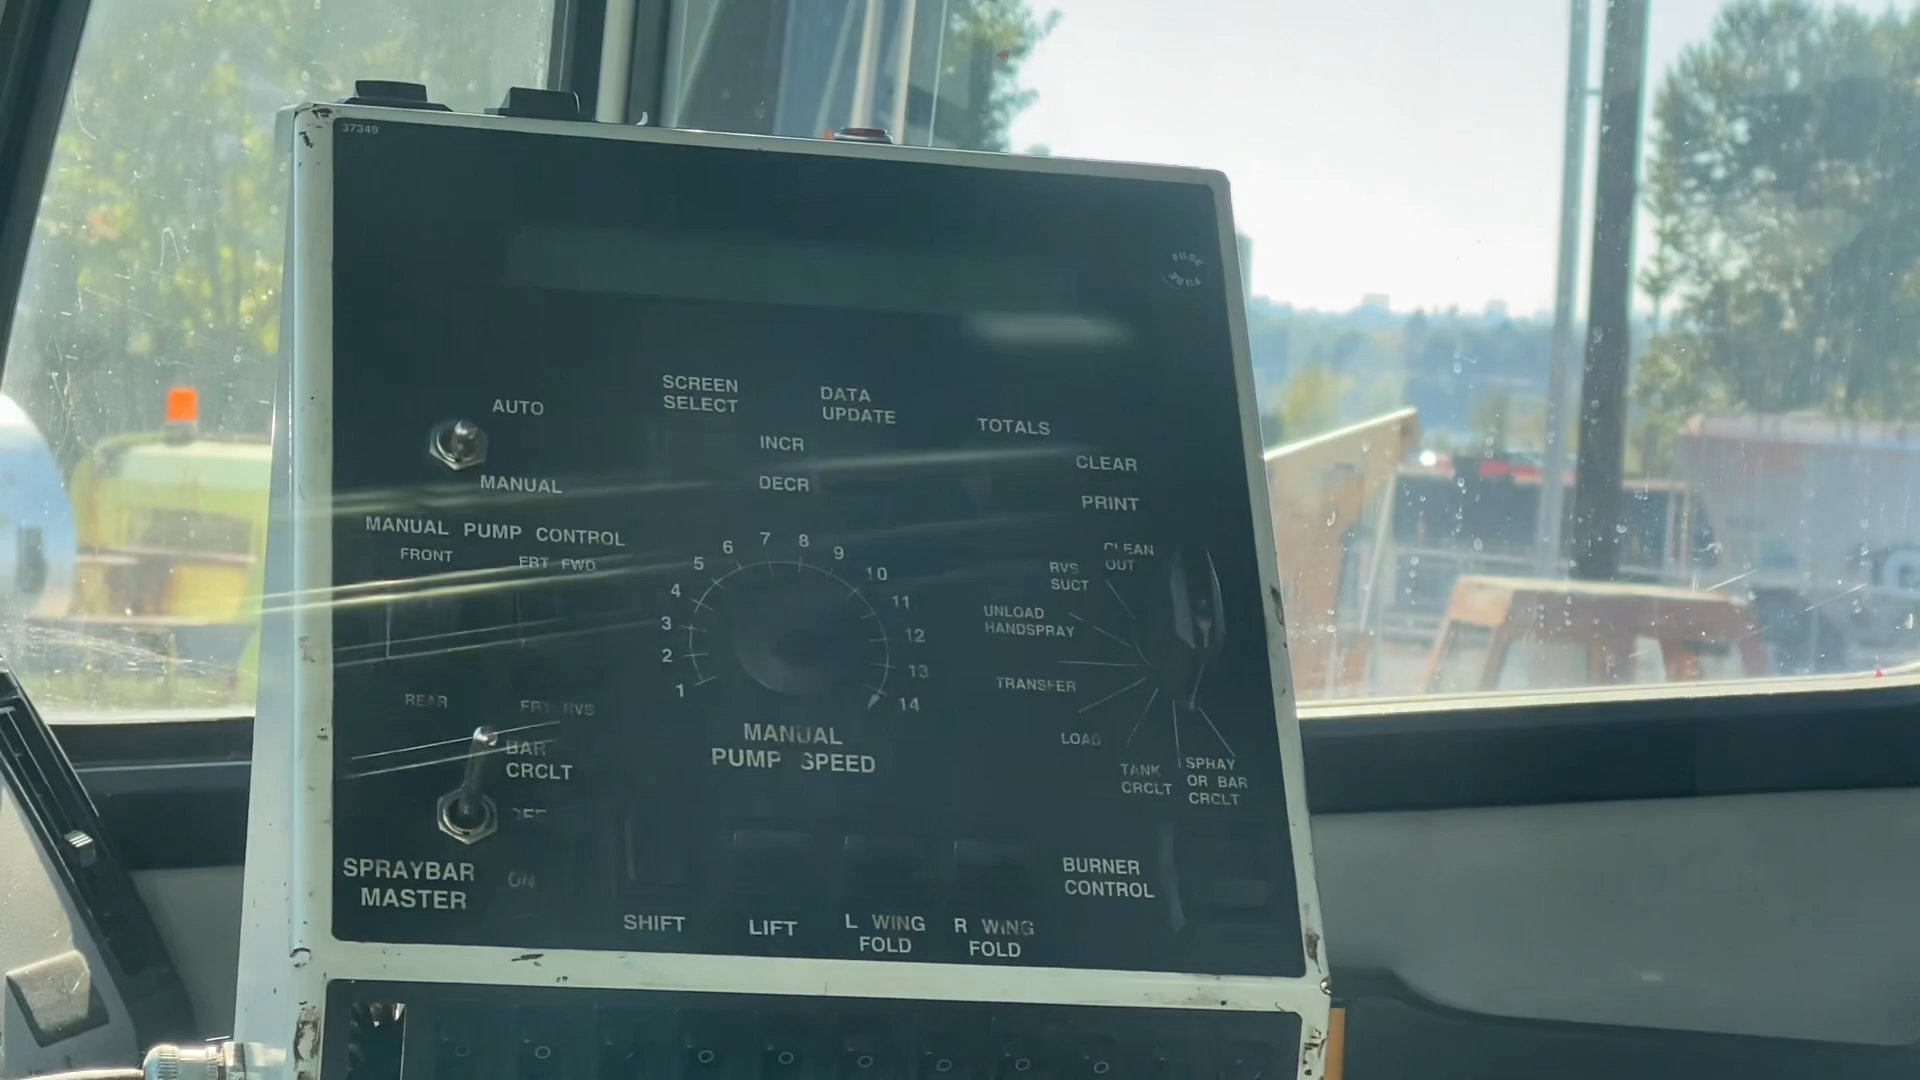 37349
FUSE
FUSE
AUTO
MANUAL
SCREEN
SELECT
DATA
UPDATE
TOTALS
INCR
DECR
CLEAR
PRINT
MANUAL PUMP CONTROL
FRONT
FRT FWD
REAR
FRT RVS
1
2
3
4
5
6
7
8
9
10
11
12
13
14
MANUAL
PUMP SPEED
CLEAN
OUT
RVS
SUCT
UNLOAD
HANDSPRAY
TRANSFER
LOAD
TANK
CRCLT
SPRAY
OR BAR
CRCLT
BAR
CRCLT
OFF
ON
SPRAYBAR
MASTER
SHIFT
LIFT
L WING
FOLD
R WING
FOLD
BURNER
CONTROL